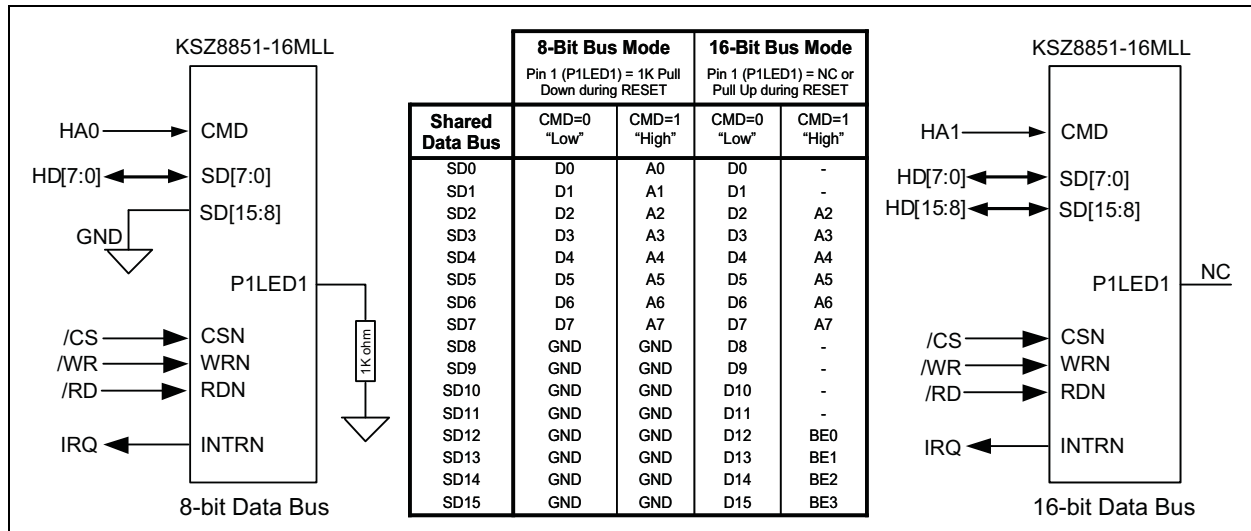 KSZ8851-16MLL
HA0
CMD
HD[7:0]
SD[7:0]
SD[15:8]
GND
P1LED1
1K ohm
/CS
CSN
/WR
WRN
/RD
RDN
IRQ
INTRN
8-bit Data Bus
8-Bit Bus Mode 16-Bit Bus Mode
Pin 1 (P1LED1) = 1K Pull Pin 1 (P1LED1) = NC or
Down during RESET Pull Up during RESET
Shared CMD=0 CMD=1 CMD=0 CMD=1
Data Bus "Low" "High" "Low" "High"
SD0 D0 A0 D0 -
SD1 D1 A1 D1 -
SD2 D2 A2 D2 A2
SD3 D3 A3 D3 A3
SD4 D4 A4 D4 A4
SD5 D5 A5 D5 A5
SD6 D6 A6 D6 A6
SD7 D7 A7 D7 A7
SD8 GND GND D8 -
SD9 GND GND D9 -
SD10 GND GND D10 -
SD11 GND GND D11 -
SD12 GND GND D12 BE0
SD13 GND GND D13 BE1
SD14 GND GND D14 BE2
SD15 GND GND D15 BE3
KSZ8851-16MLL
HA1
CMD
HD[7:0]
SD[7:0]
HD[15:8]
SD[15:8]
P1LED1
NC
/CS
CSN
/WR
WRN
/RD
RDN
IRQ
INTRN
16-bit Data Bus